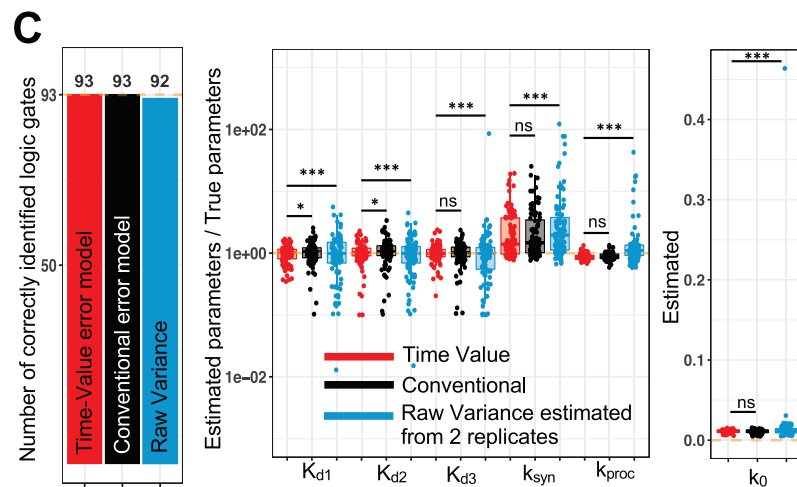 C
Number of correctly identified logic gates
93
50
93 93 92
Time-Value error model
Conventional error model
Raw Variance
Estimated parameters / True parameters
1e+02
1e+00
1e−02
*** * *** * *** ns *** ns *** ns
Time Value
Conventional
Raw Variance estimated
from 2 replicates
Kd1 Kd2 Kd3 ksyn kproc
Estimated
0.4
0.3
0.2
0.1
0.0
***
ns
k0